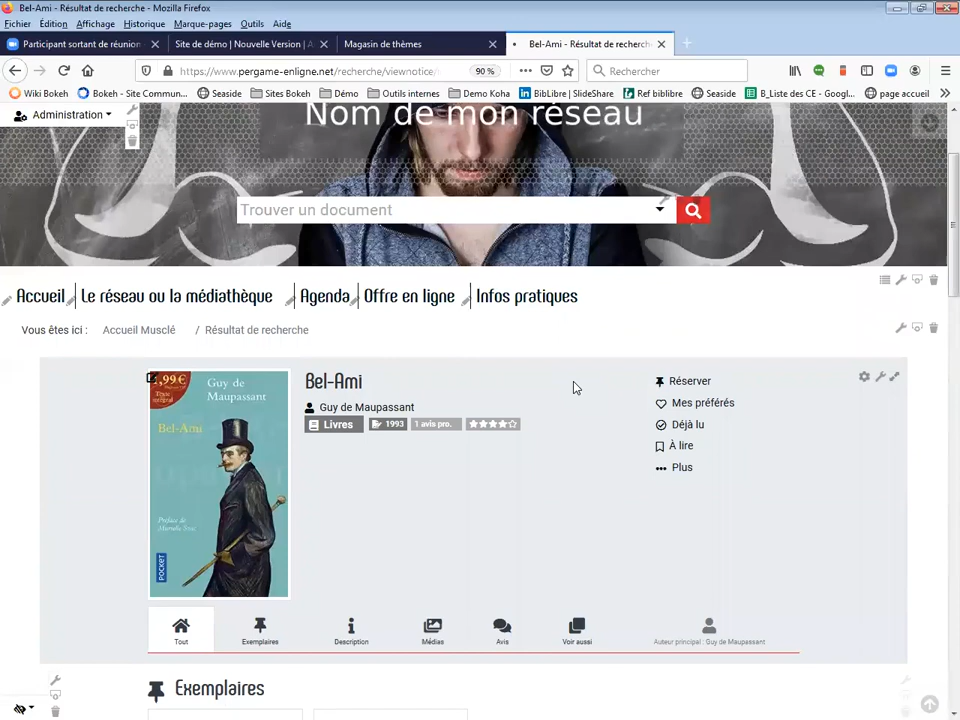 Bel-Ami - Résultat de recherche - Mozilla Firefox
Fichier Édition Affichage Historique Marque-pages Outils Aide
Participant sortant de réunion
Site de démo | Nouvelle Version | A
Magasin de thèmes
Bel-Ami - Résultat de recherch
https://www.pergame-enligne.net/recherche/viewnotice/
90 %
Rechercher
Wiki Bokeh
Bokeh - Site Commun...
Seaside
Sites Bokeh
Démo
Outils internes
Demo Koha
BibLibre | SlideShare
Ref biblibre
Seaside
B_Liste des CE - Googl...
page accueil
Administration
Nom de mon réseau
Trouver un document
Accueil
Le réseau ou la médiathèque
Agenda
Offre en ligne
Infos pratiques
Vous êtes ici : Accueil Musclé / Résultat de recherche
,99€
Texte
intégral
Guy de
Maupassant
Bel-Ami
Préface de
POCKET
Bel-Ami
Guy de Maupassant
Livres
1993
1 avis pro.
Réserver
Mes préférés
Déjà lu
À lire
Plus
Tout
Exemplaires
Description
Médias
Avis
Voir aussi
Auteur principal : Guy de Maupassant
Exemplaires